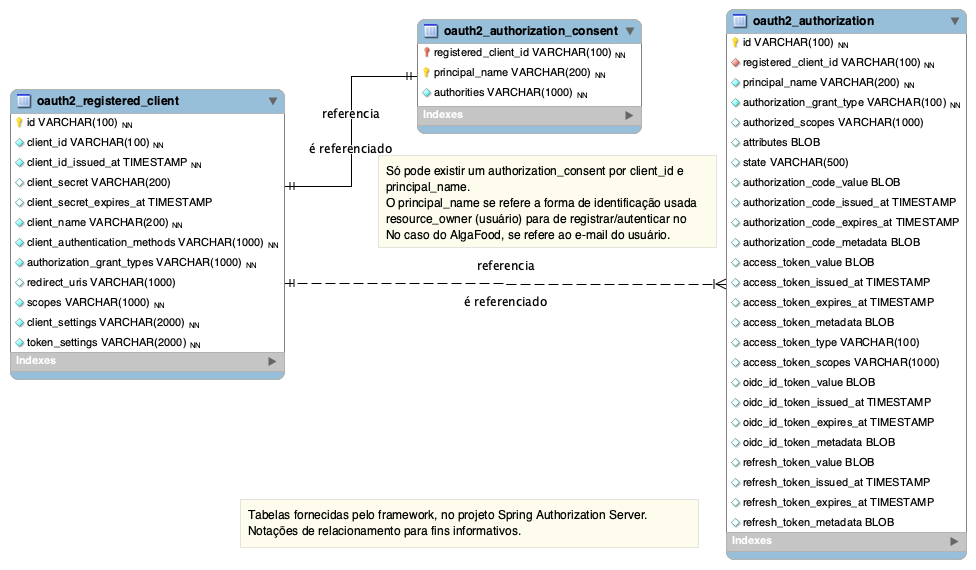 oauth2_registered_client
id VARCHAR(100) NN
client_id VARCHAR(100) NN
client_id_issued_at TIMESTAMP NN
client_secret VARCHAR(200)
client_secret_expires_at TIMESTAMP
client_name VARCHAR(200) NN
client_authentication_methods VARCHAR(1000) NN
authorization_grant_types VARCHAR(1000) NN
redirect_uris VARCHAR(1000)
scopes VARCHAR(1000) NN
client_settings VARCHAR(2000) NN
token_settings VARCHAR(2000) NN
Indexes
referencia
é referenciado
oauth2_authorization_consent
registered_client_id VARCHAR(100) NN
principal_name VARCHAR(200) NN
authorities VARCHAR(1000) NN
Indexes
Só pode existir um authorization_consent por client_id e
principal_name.
O principal_name se refere a forma de identificação usada
resource_owner (usuário) para de registrar/autenticar no
No caso do AlgaFood, se refere ao e-mail do usuário.
referencia
é referenciado
oauth2_authorization
id VARCHAR(100) NN
registered_client_id VARCHAR(100) NN
principal_name VARCHAR(200) NN
authorization_grant_type VARCHAR(100) NN
authorized_scopes VARCHAR(1000)
attributes BLOB
state VARCHAR(500)
authorization_code_value BLOB
authorization_code_issued_at TIMESTAMP
authorization_code_expires_at TIMESTAMP
authorization_code_metadata BLOB
access_token_value BLOB
access_token_issued_at TIMESTAMP
access_token_expires_at TIMESTAMP
access_token_metadata BLOB
access_token_type VARCHAR(100)
access_token_scopes VARCHAR(1000)
oidc_id_token_value BLOB
oidc_id_token_issued_at TIMESTAMP
oidc_id_token_expires_at TIMESTAMP
oidc_id_token_metadata BLOB
refresh_token_value BLOB
refresh_token_issued_at TIMESTAMP
refresh_token_expires_at TIMESTAMP
refresh_token_metadata BLOB
Indexes
Tabelas fornecidas pelo framework, no projeto Spring Authorization Server.
Notações de relacionamento para fins informativos.